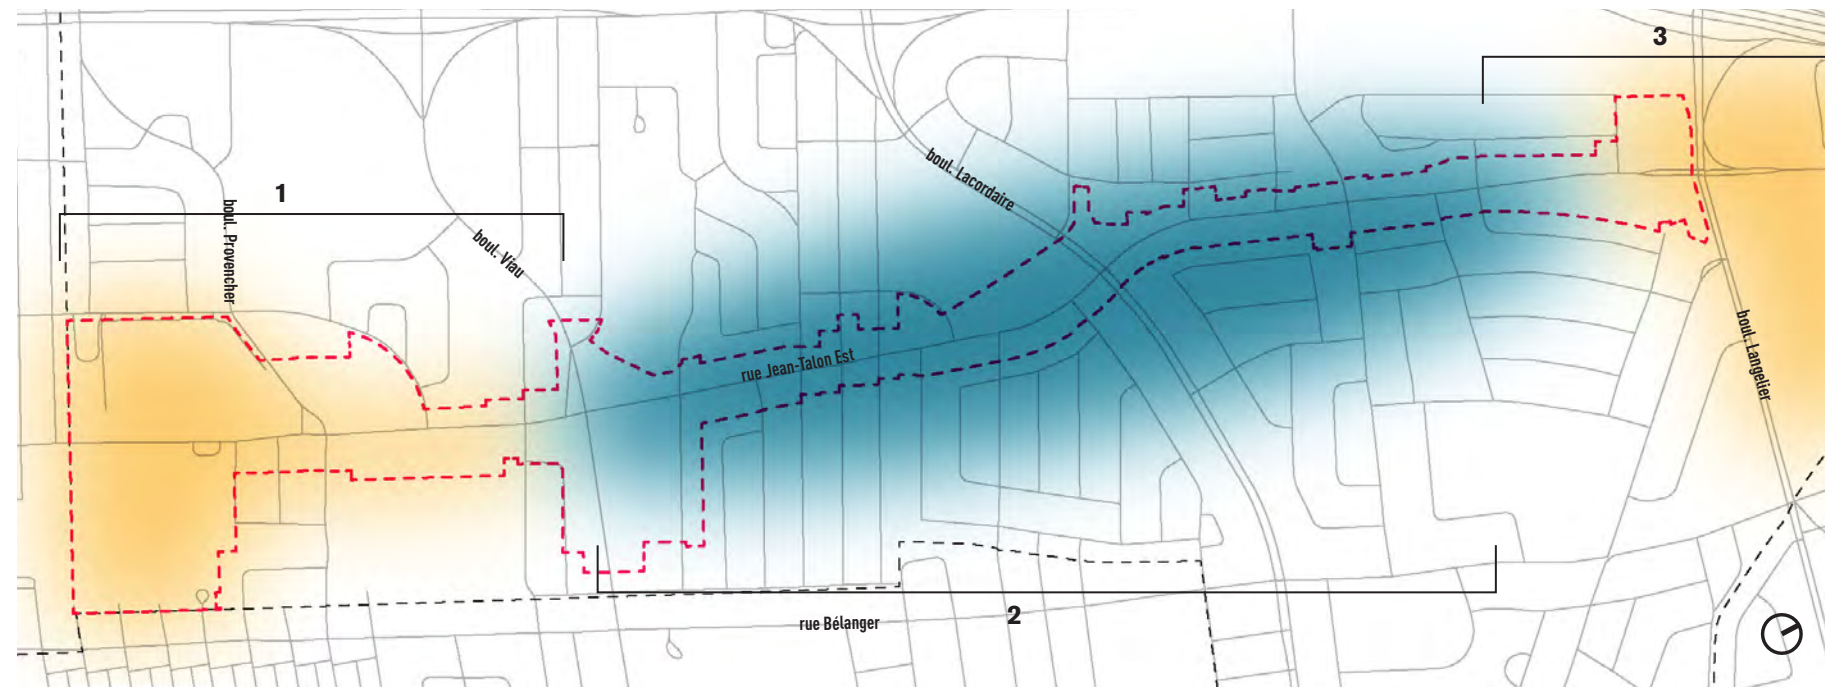 3
1
boul. Provencher
boul. Viau
boul. Lacordaire
rue Jean-Talon Est
boul. Langelier
2
rue Bélanger